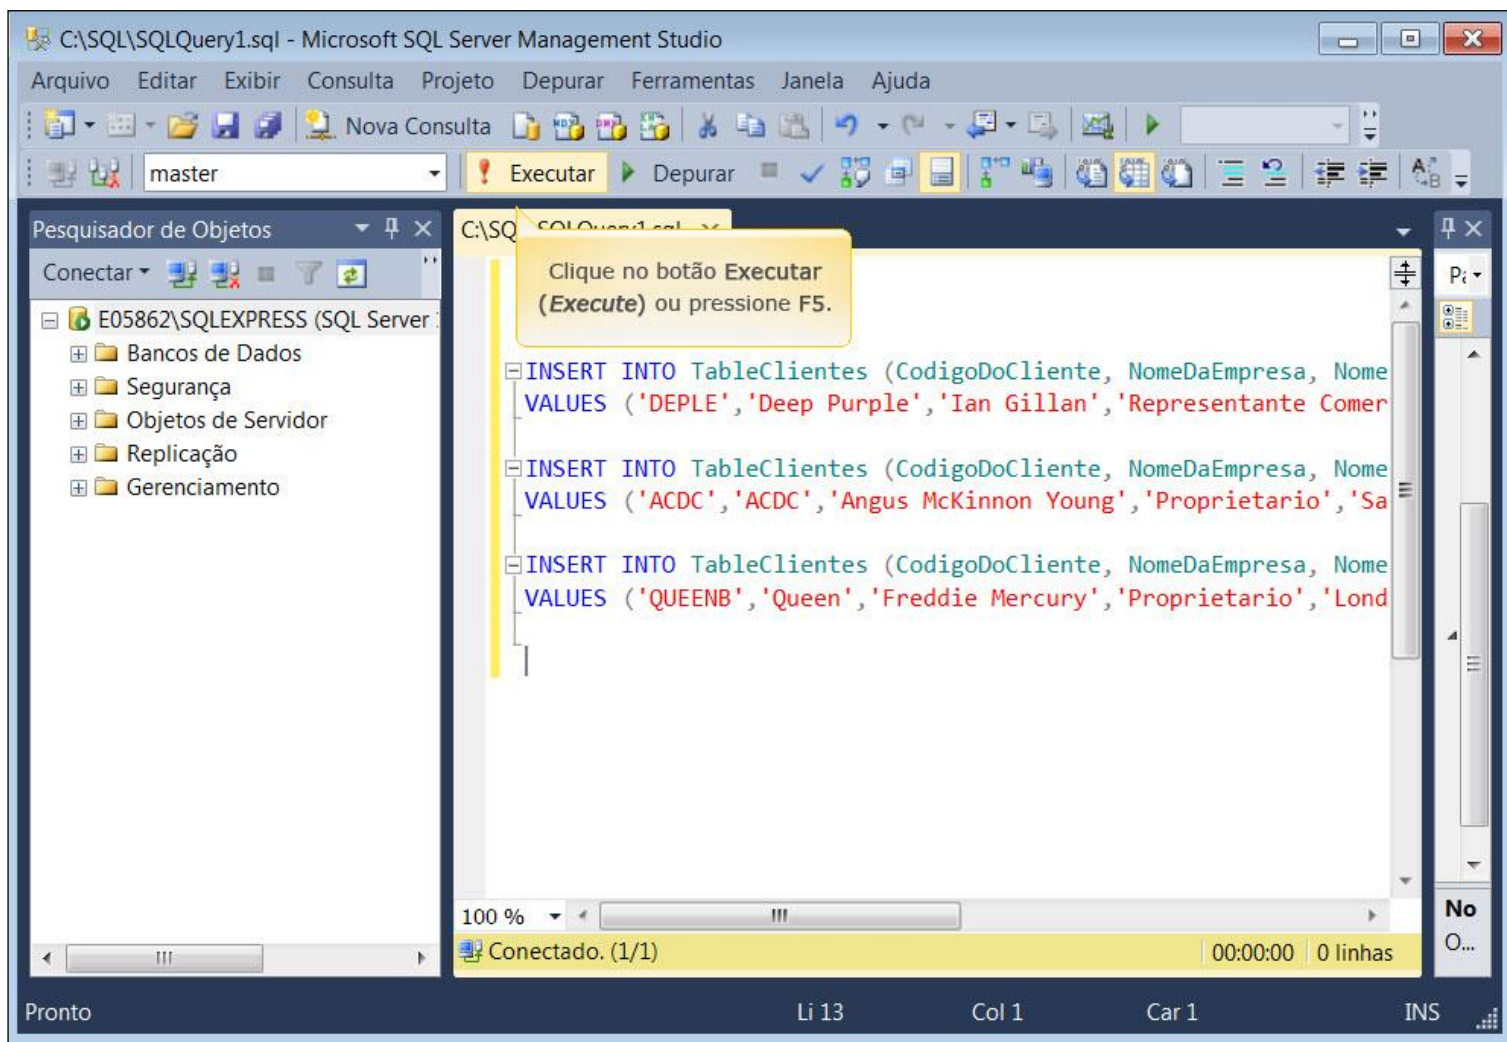 C:\SQL\SQLQuery1.sql - Microsoft SQL Server Management Studio
Arquivo Editar Exibir Consulta Projeto Depurar Ferramentas Janela Ajuda
Nova Consulta
master Executar Depurar
Pesquisador de Objetos
Conectar
E05862\SQLEXPRESS (SQL Server
Bancos de Dados
Segurança
Objetos de Servidor
Replicação
Gerenciamento
C:\SQ SQLQuery1.sql
Clique no botão Executar
(Execute) ou pressione F5.
INSERT INTO TableClientes (CodigoDoCliente, NomeDaEmpresa, Nome
VALUES ('DEPLE','Deep Purple','Ian Gillan','Representante Comer
INSERT INTO TableClientes (CodigoDoCliente, NomeDaEmpresa, Nome
VALUES ('ACDC','ACDC','Angus McKinnon Young','Proprietario','Sa
INSERT INTO TableClientes (CodigoDoCliente, NomeDaEmpresa, Nome
VALUES ('QUEENB','Queen','Freddie Mercury','Proprietario','Lond
100 %
Conectado. (1/1) 00:00:00 0 linhas
No
O...
Pronto Li 13 Col 1 Car 1 INS